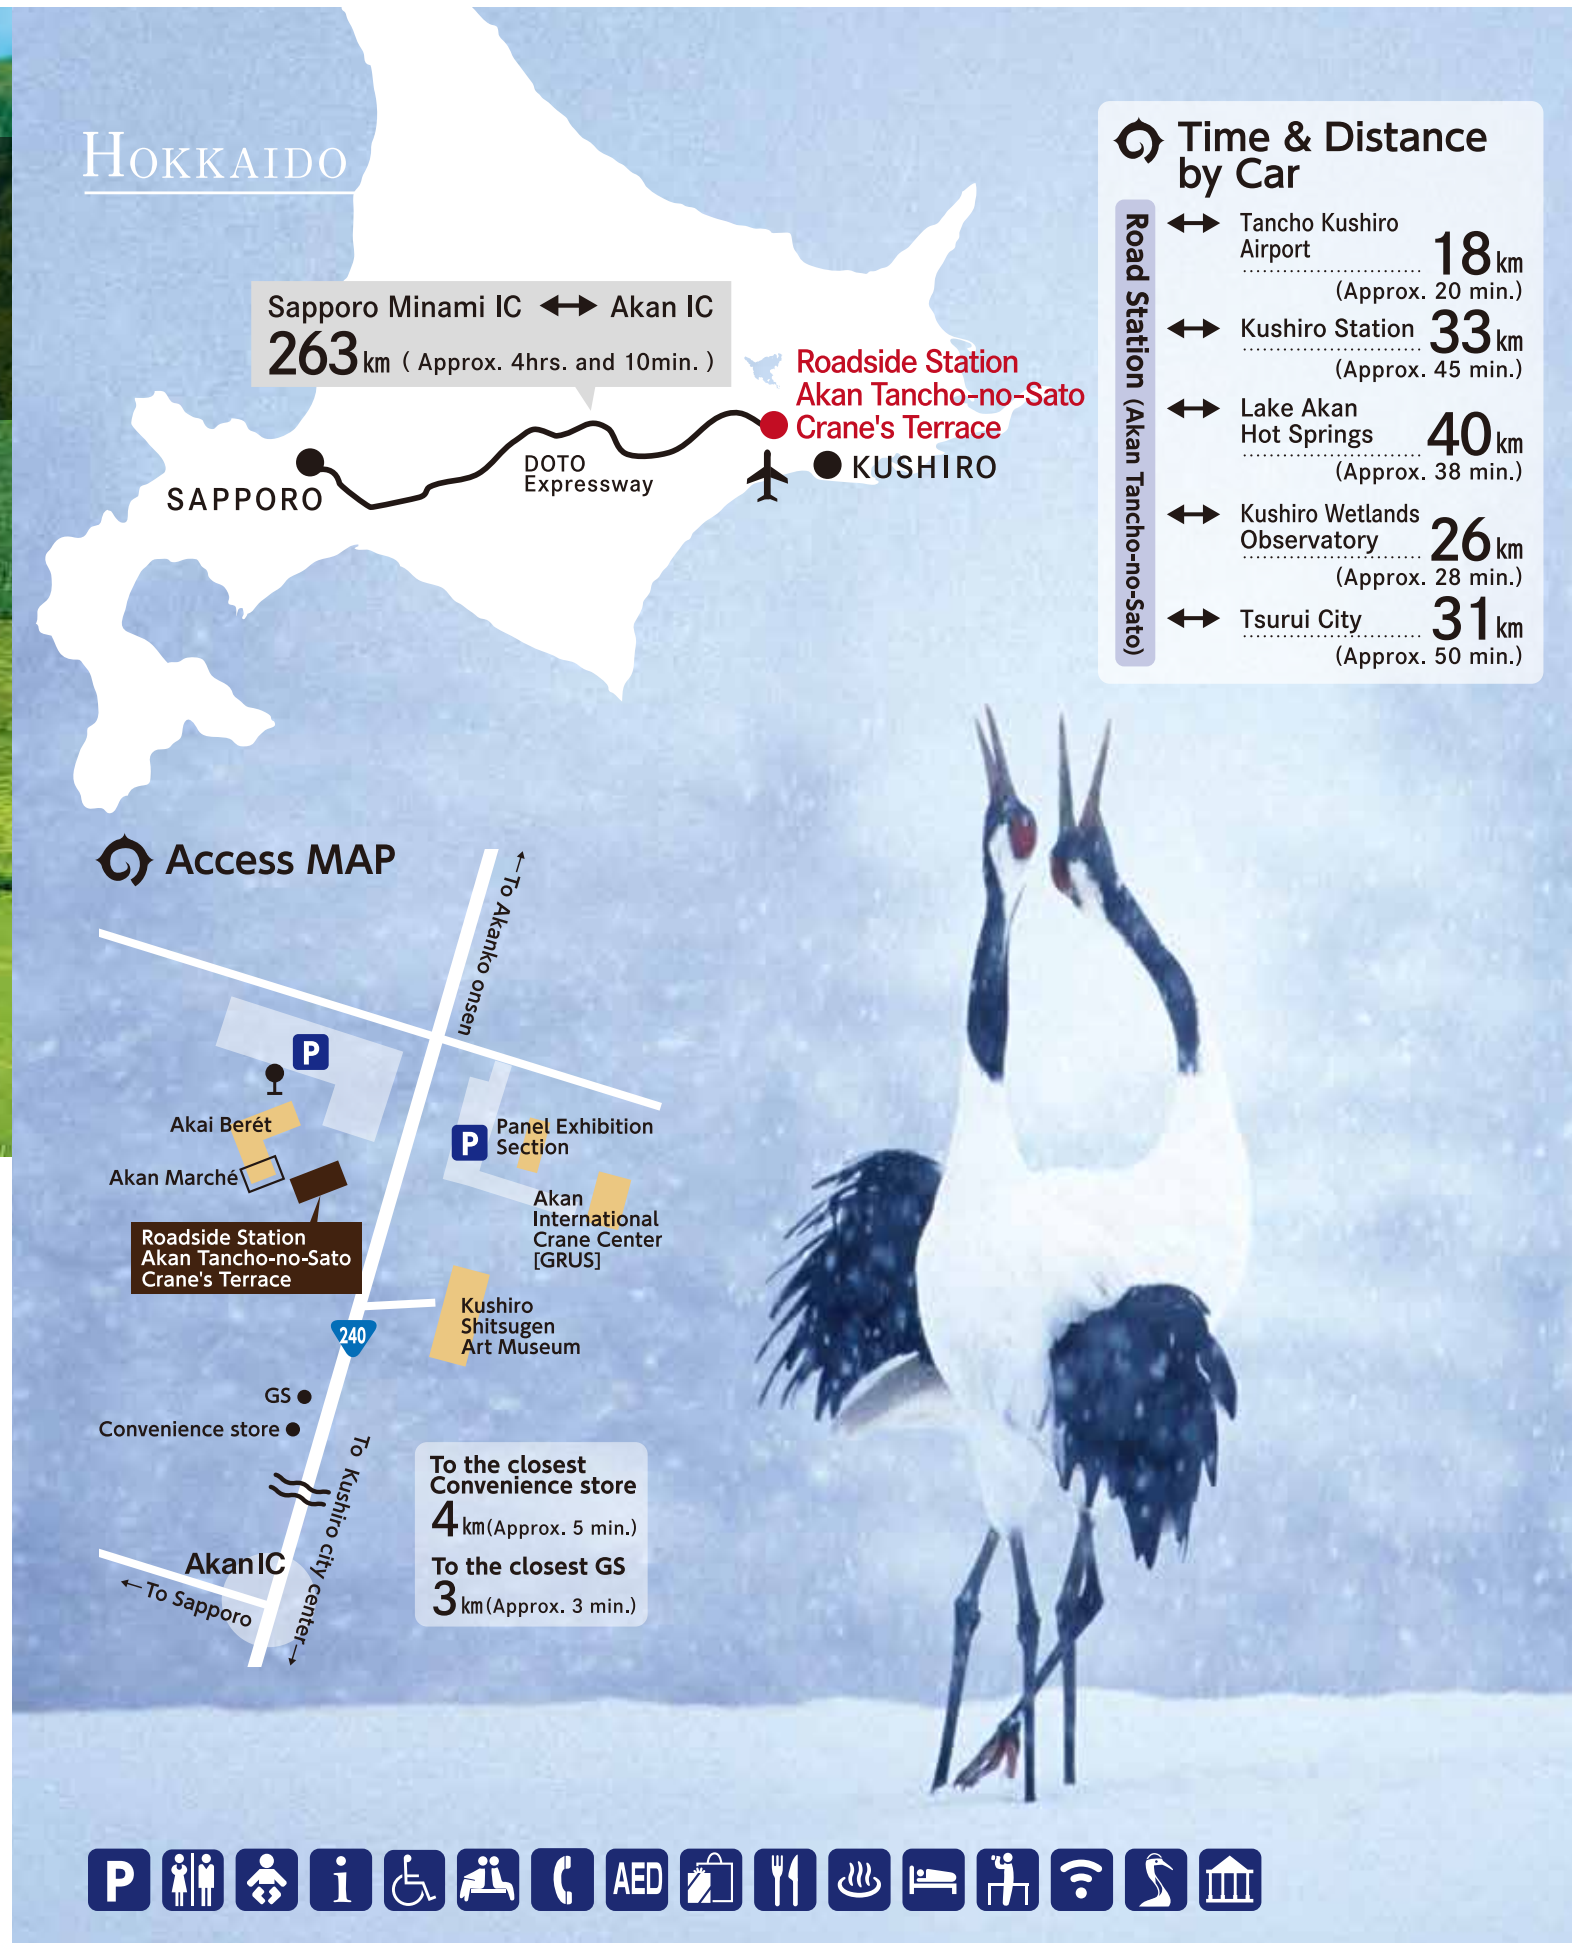 HOKKAIDO
Time & Distance
by Car
Road Station (Akan Tancho-no-Sato)
Tancho Kushiro
Airport
18km
(Approx. 20 min.)
Kushiro Station 33km
(Approx. 45 min.)
Lake Akan
Hot Springs 40km
(Approx. 38 min.)
Kushiro Wetlands
Observatory 26km
(Approx. 28 min.)
Tsurui City 31km
(Approx. 50 min.)
Sapporo Minami IC ↔ Akan IC
263km ( Approx. 4hrs. and 10min. )
Roadside Station
Akan Tancho-no-Sato
Crane's Terrace
KUSHIRO
DOTO
Expressway
SAPPORO
Access MAP
←To Akanko onsen
P
Akai Berét
Akan Marché
Roadside Station
Akan Tancho-no-Sato
Crane's Terrace
P
Panel Exhibition
Section
Akan
International
Crane Center
[GRUS]
Kushiro
Shitsugen
Art Museum
240
GS
Convenience store
To Kushiro city center→
Akan IC
←To Sapporo
To the closest
Convenience store
4km(Approx. 5 min.)
To the closest GS
3km(Approx. 3 min.)
P
i
AED